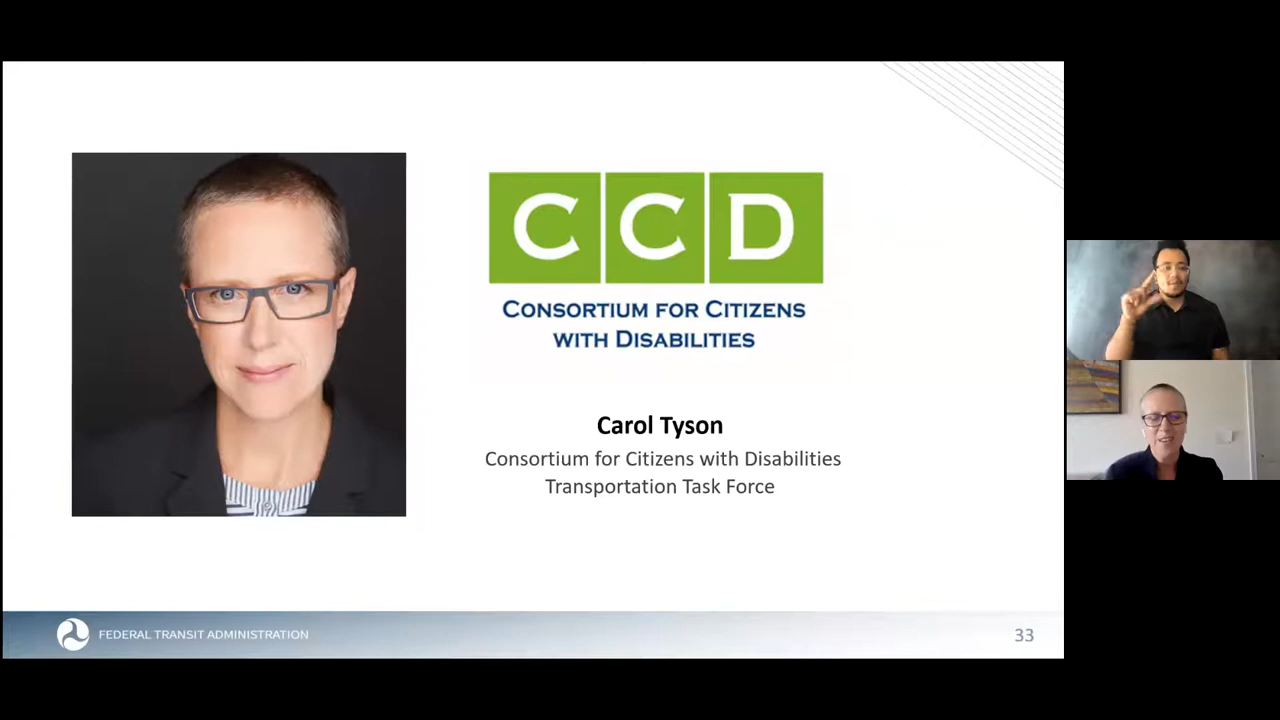 CCD
CONSORTIUM FOR CITIZENS
WITH DISABILITIES
Carol Tyson
Consortium for Citizens with Disabilities
Transportation Task Force
FEDERAL TRANSIT ADMINISTRATION
33